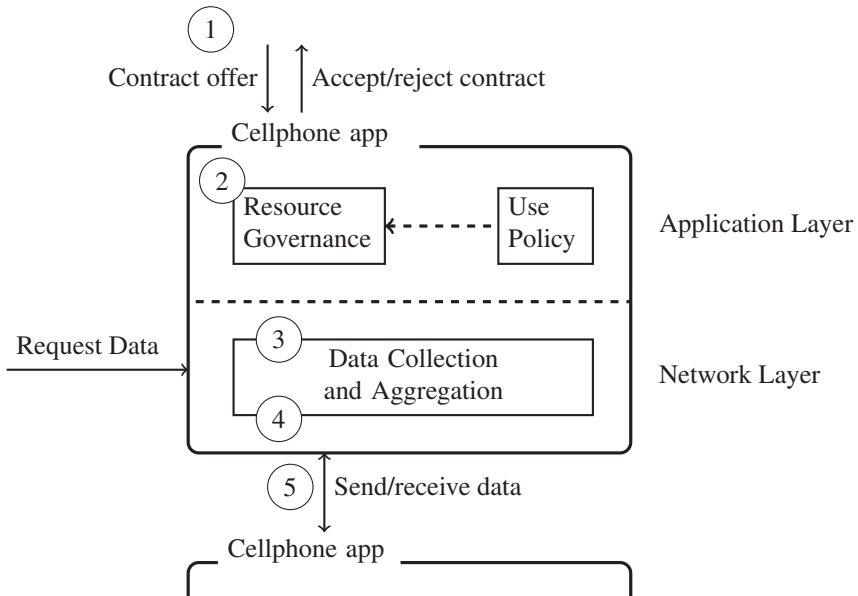 1
Contract offer
Accept/reject contract
Cellphone app
2
Resource
Governance
Use
Policy
Application Layer
Request Data
3
Data Collection
and Aggregation
4
Network Layer
5
Send/receive data
Cellphone app